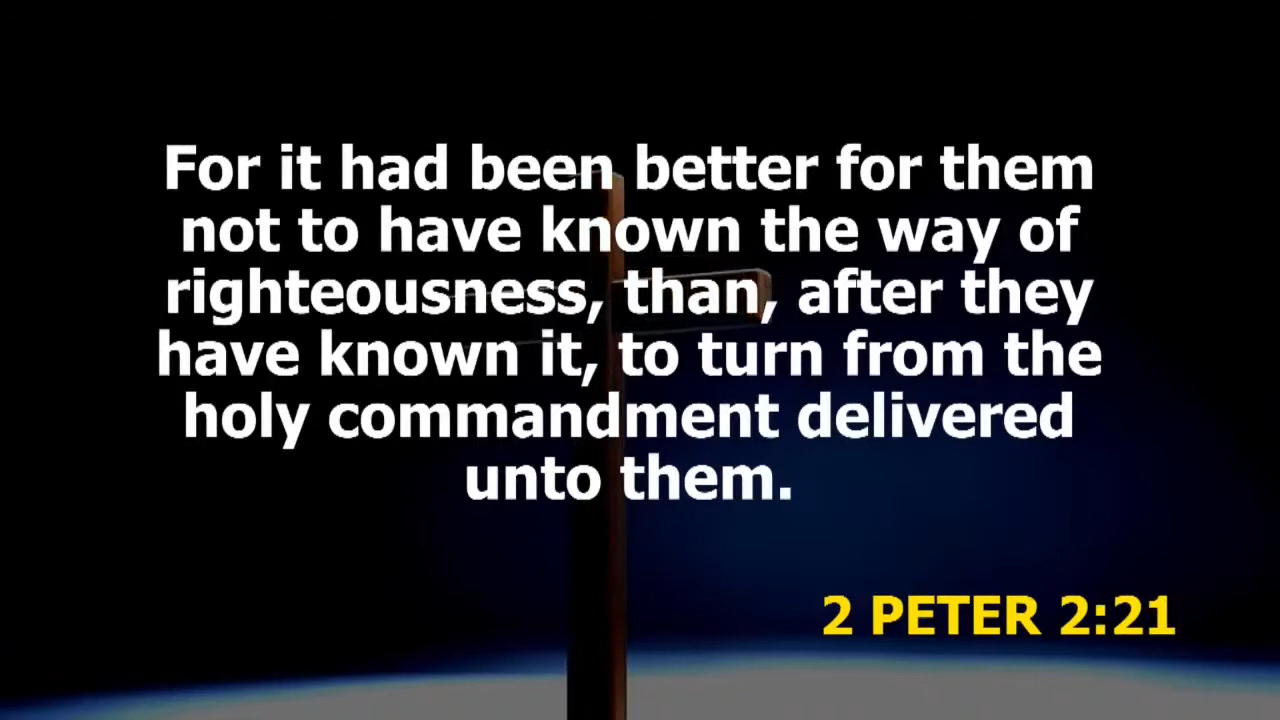 For it had been better for them
not to have known the way of
righteousness, than, after they
have known it, to turn from the
holy commandment delivered
unto them.
2 PETER 2:21